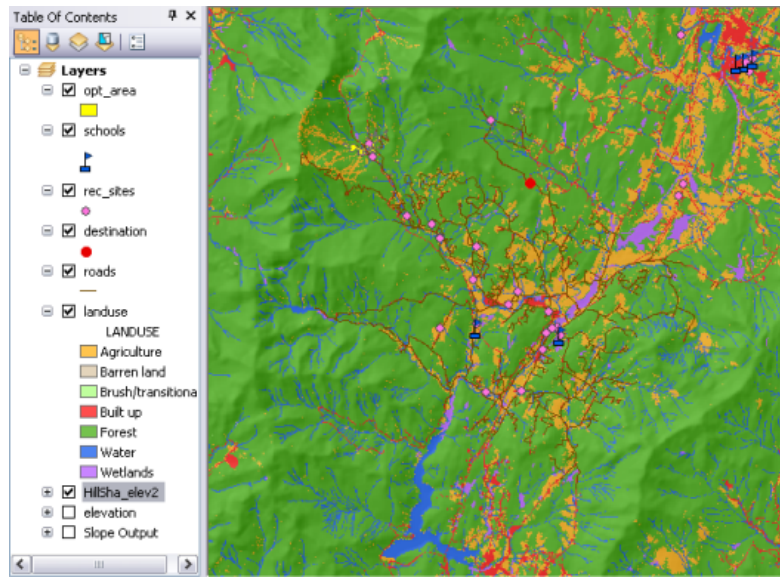 Table Of Contents
Layers
opt_area
schools
rec_sites
destination
roads
landuse
LANDUSE
Agriculture
Barren land
Brush/transitiona
Built up
Forest
Water
Wetlands
HillSha_elev2
elevation
Slope Output